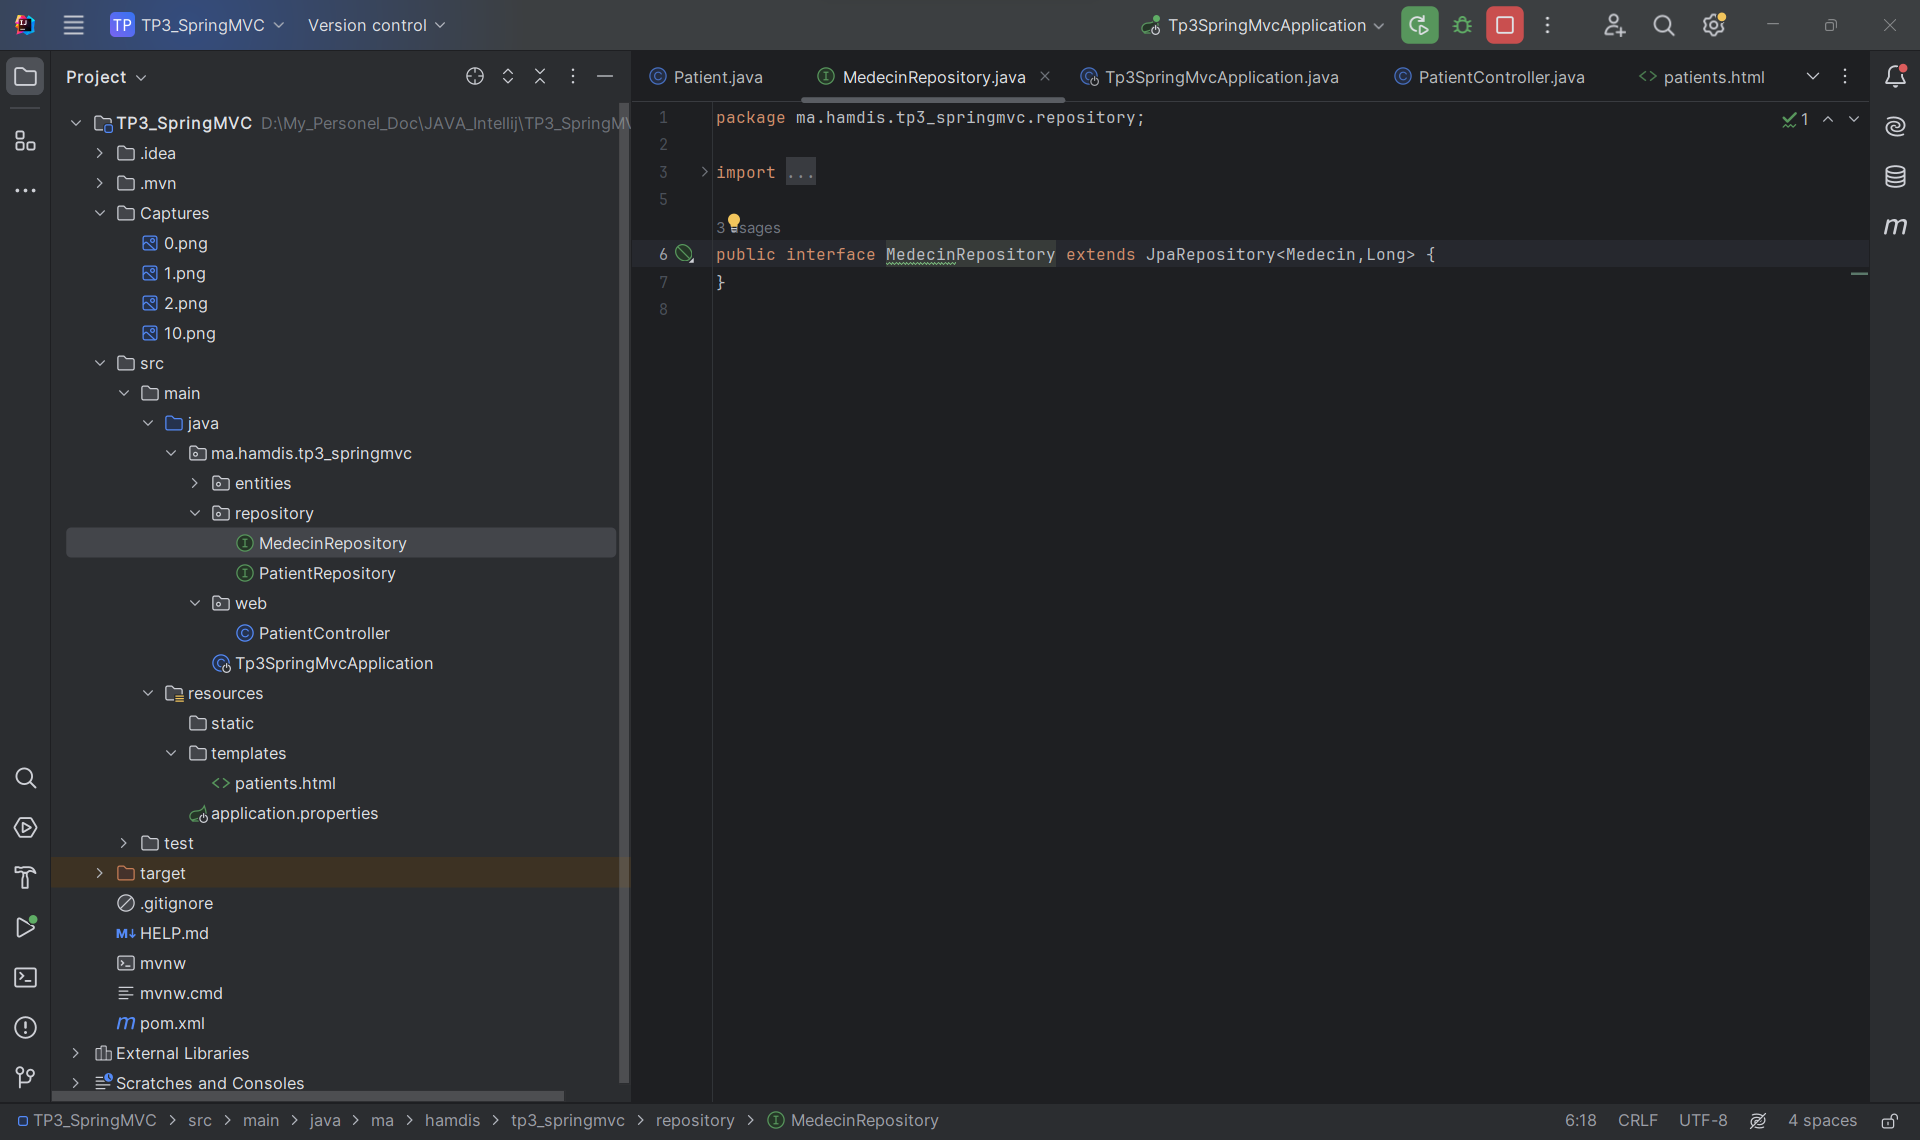 TP TP3_SpringMVC Version control Tp3SpringMvcApplication
Project
Patient.java MedecinRepository.java Tp3SpringMvcApplication.java PatientController.java patients.html
TP3_SpringMVC D:\My_Personel_Doc\JAVA_Intellij\TP3_SpringM
.idea
.mvn
Captures
0.png
1.png
2.png
10.png
src
main
java
ma.hamdis.tp3_springmvc
entities
repository
MedecinRepository
PatientRepository
web
PatientController
Tp3SpringMvcApplication
resources
static
templates
patients.html
application.properties
test
target
.gitignore
HELP.md
mvnw
mvnw.cmd
pom.xml
External Libraries
Scratches and Consoles
1 package ma.hamdis.tp3_springmvc.repository;
1
2
3 import ...
5
3 usages
6 public interface MedecinRepository extends JpaRepository<Medecin,Long> {
7 }
8
TP3_SpringMVC > src > main > java > ma > hamdis > tp3_springmvc > repository > MedecinRepository
6:18 CRLF UTF-8 4 spaces